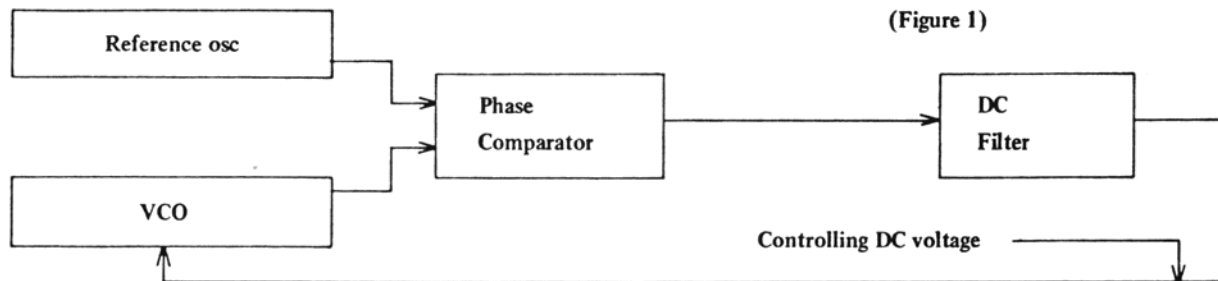 (Figure 1)
Reference osc
Phase
Comparator
DC
Filter
VCO
Controlling DC voltage